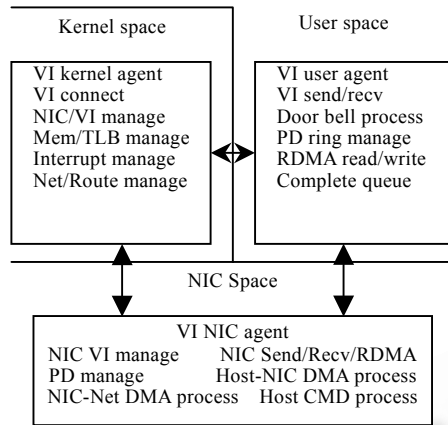 Kernel space
User space
VI kernel agent
VI connect
NIC/VI manage
Mem/TLB manage
Interrupt manage
Net/Route manage
VI user agent
VI send/recv
Door bell process
PD ring manage
RDMA read/write
Complete queue
NIC Space
VI NIC agent
NIC VI manage NIC Send/Recv/RDMA
PD manage Host-NIC DMA process
NIC-Net DMA process Host CMD process